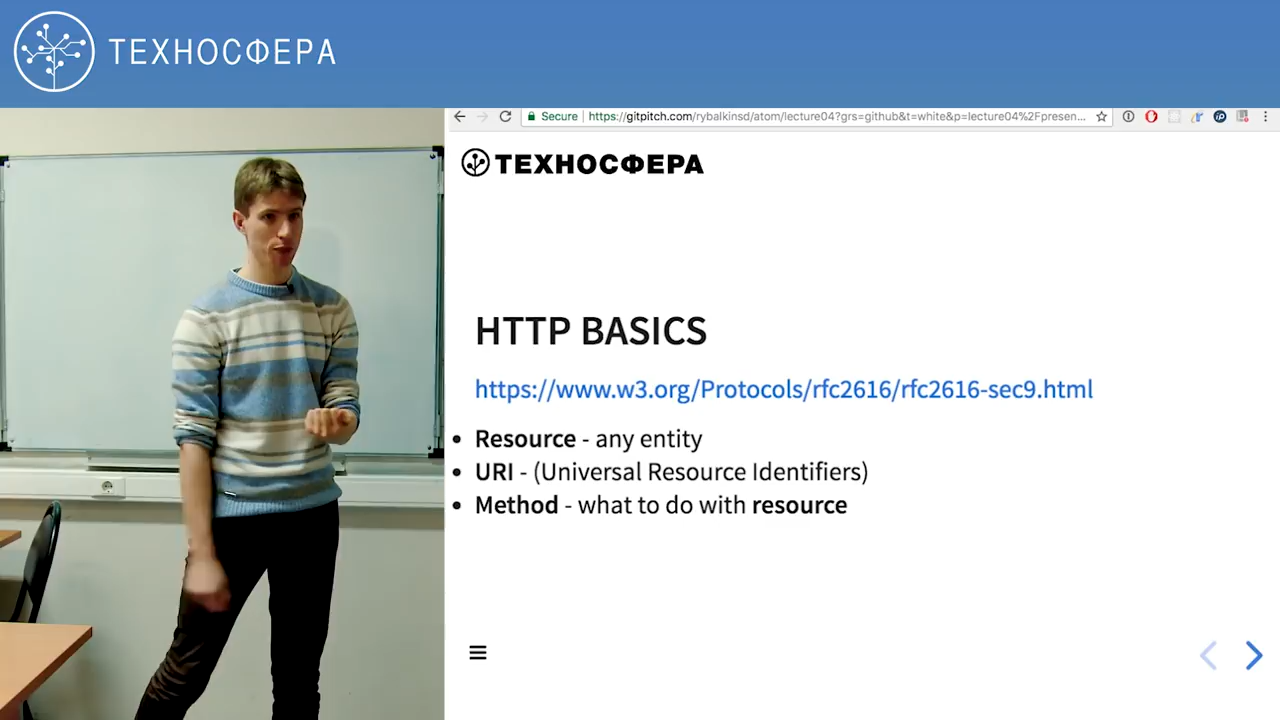 ТЕХНОСФЕРА
Secure https://gitpitch.com/rybalkinsd/atom/lecture04?grs=github&t=white&p=lecture04%2Fpresen...
ТЕХНОСФЕРА
HTTP BASICS
https://www.w3.org/Protocols/rfc2616/rfc2616-sec9.html
• Resource - any entity
• URI - (Universal Resource Identifiers)
• Method - what to do with resource